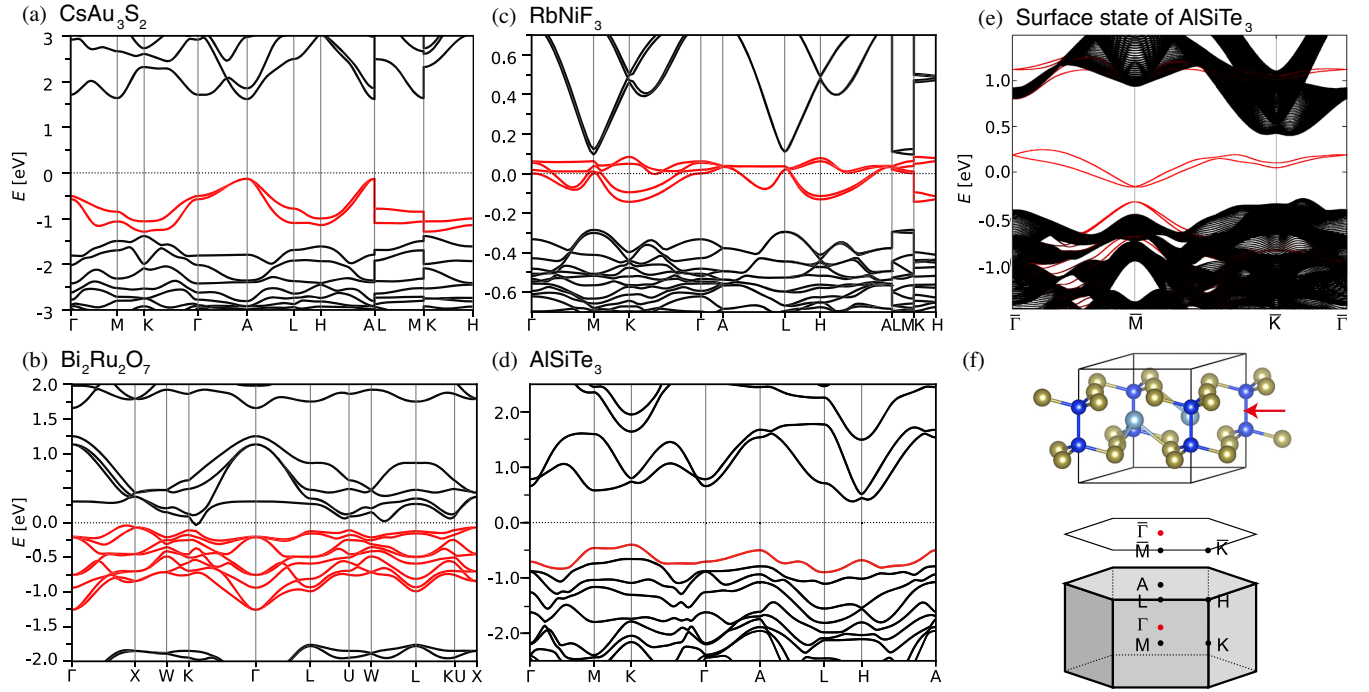 (a) CsAu₃S₂
E [eV]
3
2
1
0
-1
-2
-3
Γ M K Γ A L H A L M K H
(c) RbNiF₃
E [eV]
0.6
0.4
0.2
0.0
-0.2
-0.4
-0.6
Γ M K Γ A L H A L M K H
(e) Surface state of AlSiTe₃
E [eV]
1.0
0.5
0.0
-0.5
-1.0
Γ̅ M̅ K̅ Γ̅
(b) Bi₂Ru₂O₇
E [eV]
2.0
1.5
1.0
0.5
0.0
-0.5
-1.0
-1.5
-2.0
Γ X W K Γ L U W L K U X
(d) AlSiTe₃
2.0
1.0
0.0
-1.0
-2.0
Γ M K Γ A L H A
(f)
Γ̅
M̅ K̅
A
L H
Γ
M K